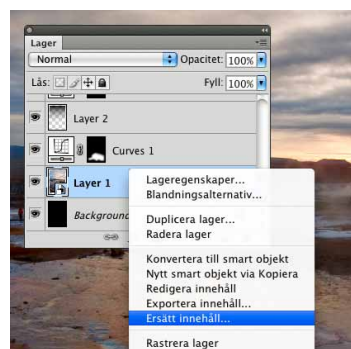 Lager
Normal Opacitet: 100%
Lås: Fyll: 100%
Layer 2
Curves 1
Layer 1
Background
Lageregenskaper...
Blandningsalternativ...
Duplicera lager...
Radera lager
Konvertera till smart objekt
Nytt smart objekt via Kopiera
Redigera innehåll
Exportera innehåll...
Ersätt innehåll...
Rastrera lager